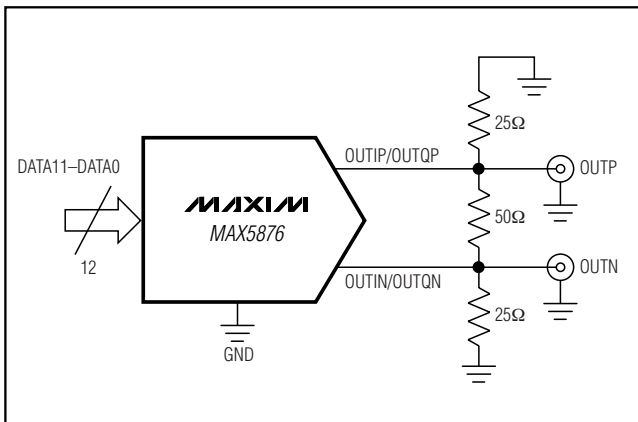 25Ω
OUTIP/OUTQP
DATA11–DATA0
OUTP
MAXIM
MAX5876
50Ω
12
OUTIN/OUTQN
OUTN
25Ω
GND